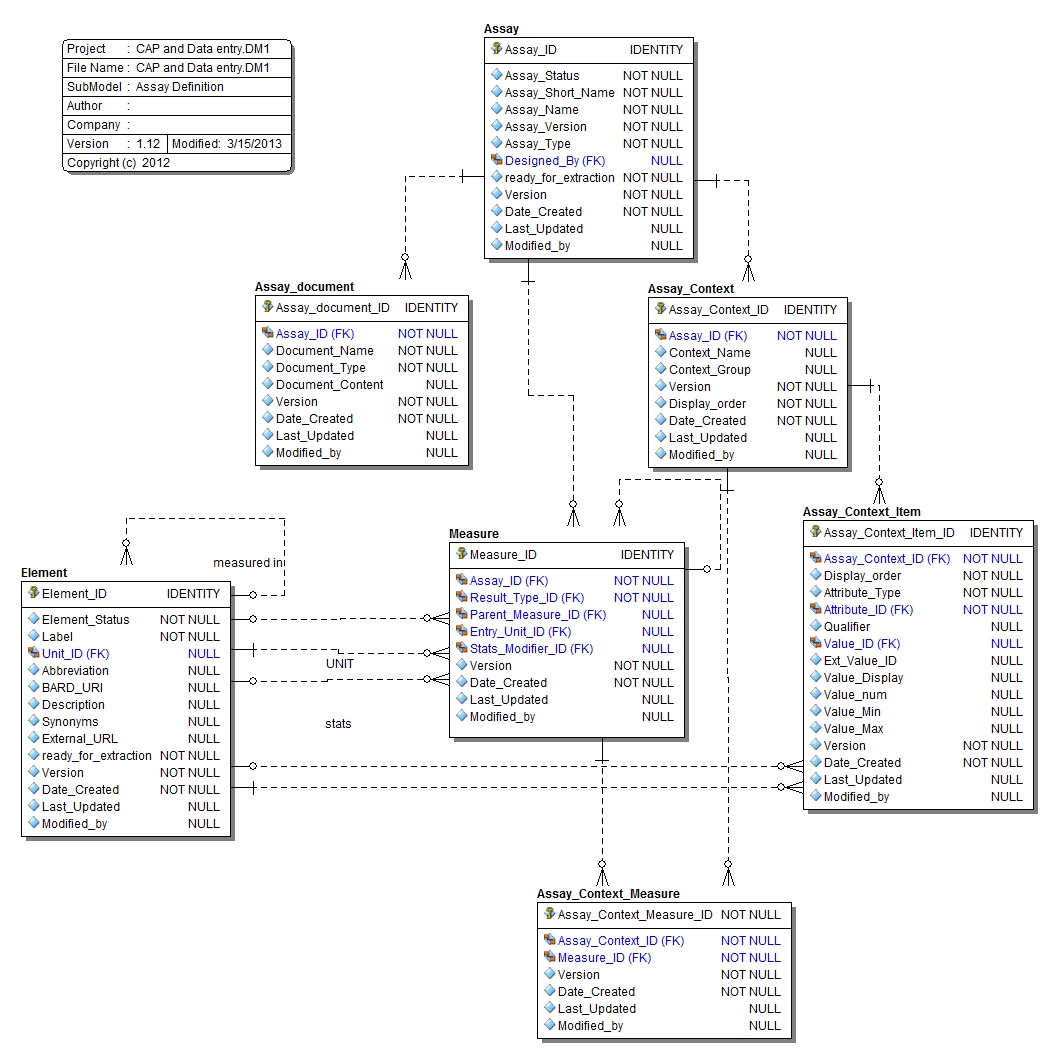 Project : CAP and Data entry.DM1
File Name : CAP and Data entry.DM1
SubModel : Assay Definition
Author :
Company :
Version : 1.12 Modified: 3/15/2013
Copyright (c) 2012
Assay
Assay_ID IDENTITY
Assay_Status NOT NULL
Assay_Short_Name NOT NULL
Assay_Name NOT NULL
Assay_Version NOT NULL
Assay_Type NOT NULL
Designed_By (FK) NULL
ready_for_extraction NOT NULL
Version NOT NULL
Date_Created NOT NULL
Last_Updated NULL
Modified_by NULL
Assay_document
Assay_document_ID IDENTITY
Assay_ID (FK) NOT NULL
Document_Name NOT NULL
Document_Type NOT NULL
Document_Content NULL
Version NOT NULL
Date_Created NOT NULL
Last_Updated NULL
Modified_by NULL
Assay_Context
Assay_Context_ID IDENTITY
Assay_ID (FK) NOT NULL
Context_Name NULL
Context_Group NULL
Version NOT NULL
Display_order NOT NULL
Date_Created NOT NULL
Last_Updated NULL
Modified_by NULL
Assay_Context_Item
Assay_Context_Item_ID IDENTITY
Assay_Context_ID (FK) NOT NULL
Display_order NOT NULL
Attribute_Type NOT NULL
Attribute_ID (FK) NOT NULL
Qualifier NULL
Value_ID (FK) NULL
Ext_Value_ID NULL
Value_Display NULL
Value_num NULL
Value_Min NULL
Value_Max NULL
Version NOT NULL
Date_Created NOT NULL
Last_Updated NULL
Modified_by NULL
Measure
Measure_ID IDENTITY
Assay_ID (FK) NOT NULL
Result_Type_ID (FK) NOT NULL
Parent_Measure_ID (FK) NULL
Entry_Unit_ID (FK) NULL
Stats_Modifier_ID (FK) NULL
Version NOT NULL
Date_Created NOT NULL
Last_Updated NULL
Modified_by NULL
measured in
Element
Element_ID IDENTITY
Element_Status NOT NULL
Label NOT NULL
Unit_ID (FK) NULL
Abbreviation NULL
BARD_URI NULL
Description NULL
Synonyms NULL
External_URL NULL
ready_for_extraction NOT NULL
Version NOT NULL
Date_Created NOT NULL
Last_Updated NULL
Modified_by NULL
UNIT
stats
Assay_Context_Measure
Assay_Context_Measure_ID NOT NULL
Assay_Context_ID (FK) NOT NULL
Measure_ID (FK) NOT NULL
Version NOT NULL
Date_Created NOT NULL
Last_Updated NULL
Modified_by NULL